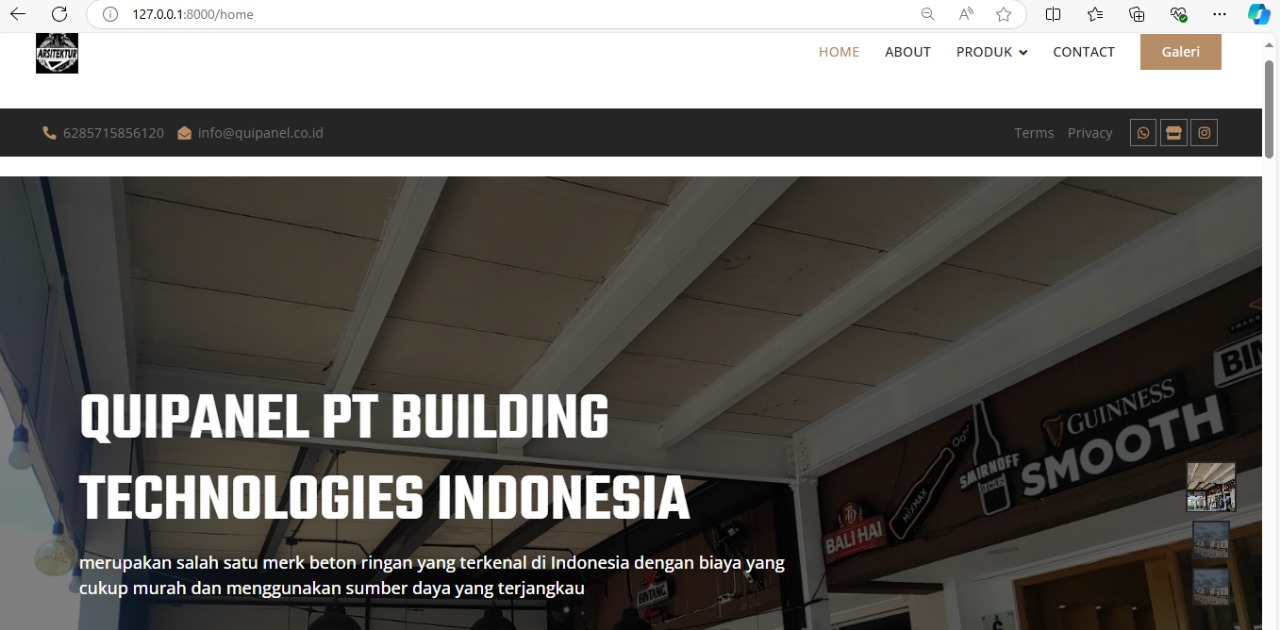 127.0.0.1:8000/home
ARSITEKTUR
HOME ABOUT PRODUK CONTACT Galeri
6285715856120 info@quipanel.co.id Terms Privacy
QUIPANEL PT BUILDING
TECHNOLOGIES INDONESIA
merupakan salah satu merk beton ringan yang terkenal di Indonesia dengan biaya yang
cukup murah dan menggunakan sumber daya yang terjangkau
GUINNESS
SMOOTH
SMIRNOFF
ICE
MIXMAX
BALI HAI
BINTANG